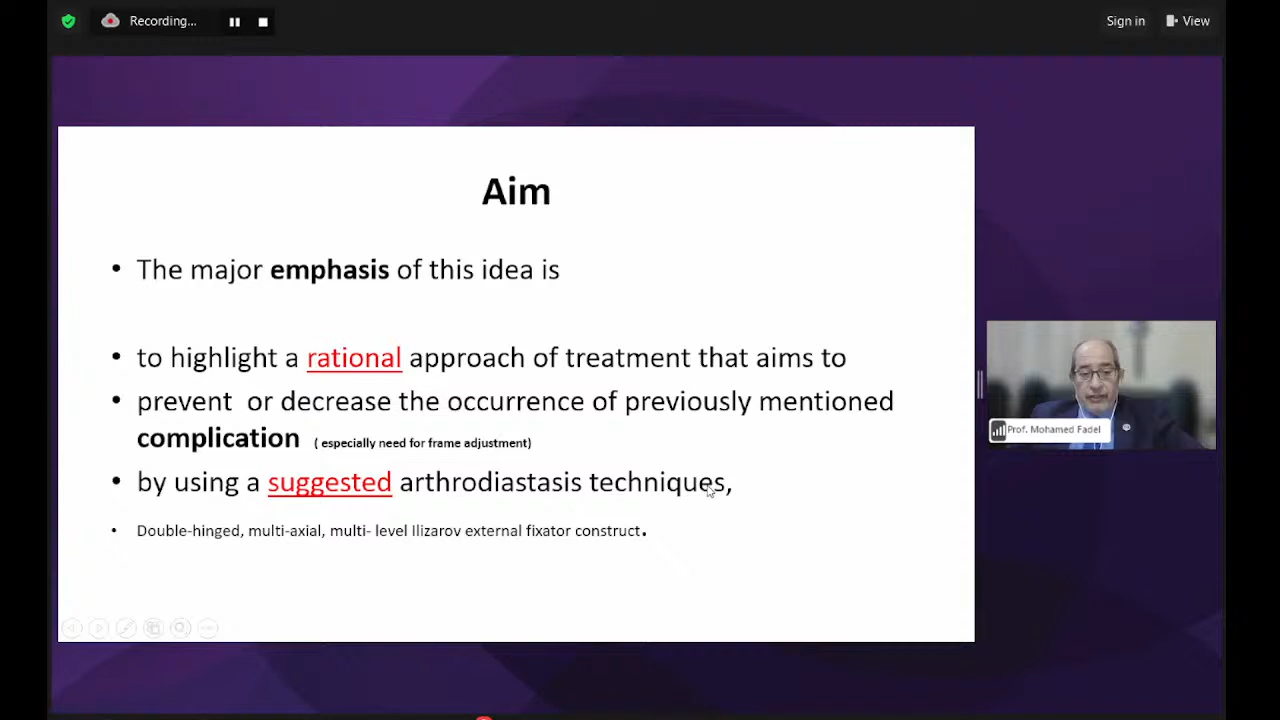 Recording...
Sign in
View
Aim
• The major emphasis of this idea is
• to highlight a rational approach of treatment that aims to
• prevent or decrease the occurrence of previously mentioned
complication ( especially need for frame adjustment)
• by using a suggested arthrodiastasis techniques,
• Double-hinged, multi-axial, multi- level Ilizarov external fixator construct.
Prof. Mohamed Fadel